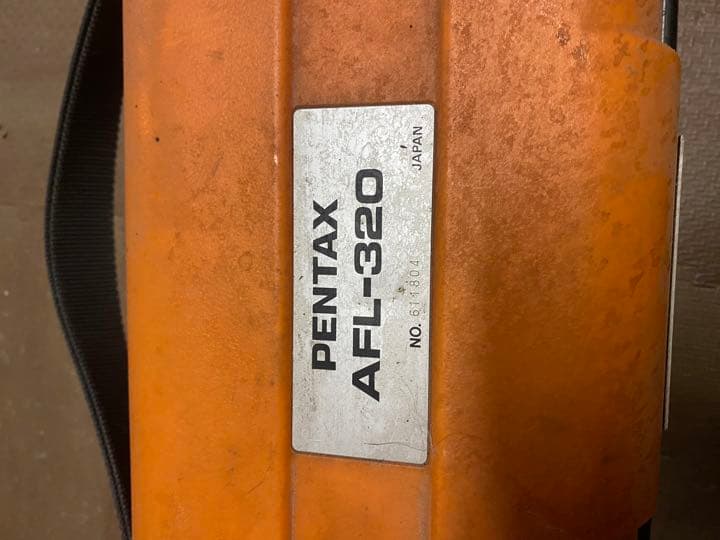 PENTAX
AFL-320
NO. 611804
JAPAN